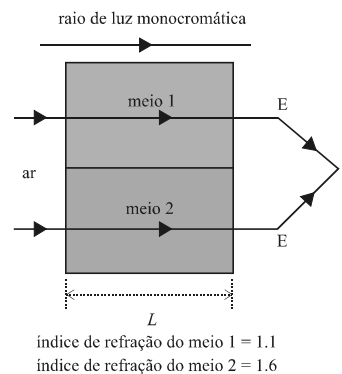 raio de luz monocromática
meio 1
E
ar
meio 2
E
L
índice de refração do meio 1 = 1.1
índice de refração do meio 2 = 1.6